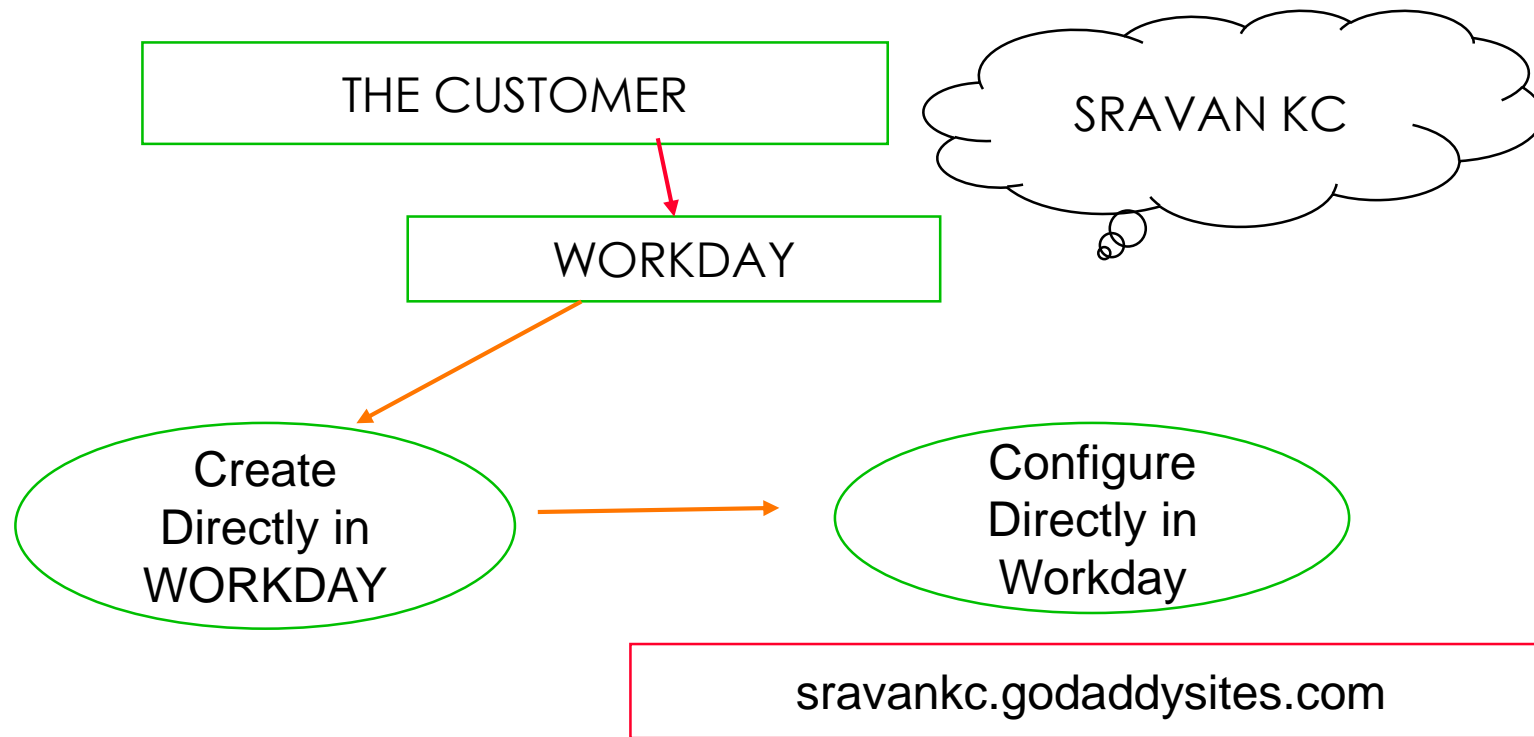 THE CUSTOMER
SRAVAN KC
WORKDAY
Create
Directly in
WORKDAY
Configure
Directly in
Workday
sravankc.godaddysites.com